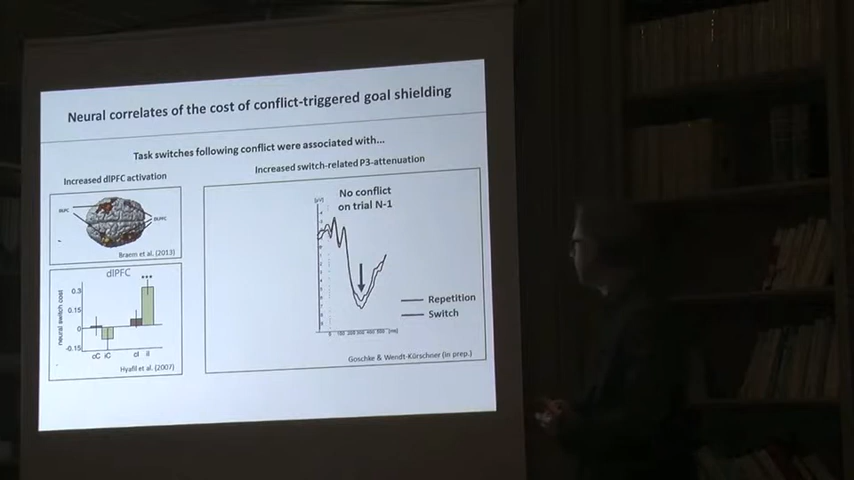 Neural correlates of the cost of conflict-triggered goal shielding
Task switches following conflict were associated with...
Increased dlPFC activation
Braem et al. (2013)
dlPFC
***
neural switch cost
0.3
0.15
0
-0.15
cC iC cI iI
Hyafil et al. (2007)
Increased switch-related P3-attenuation
No conflict
on trial N-1
Repetition
Switch
Goschke & Wendt-Kürschner (in prep.)